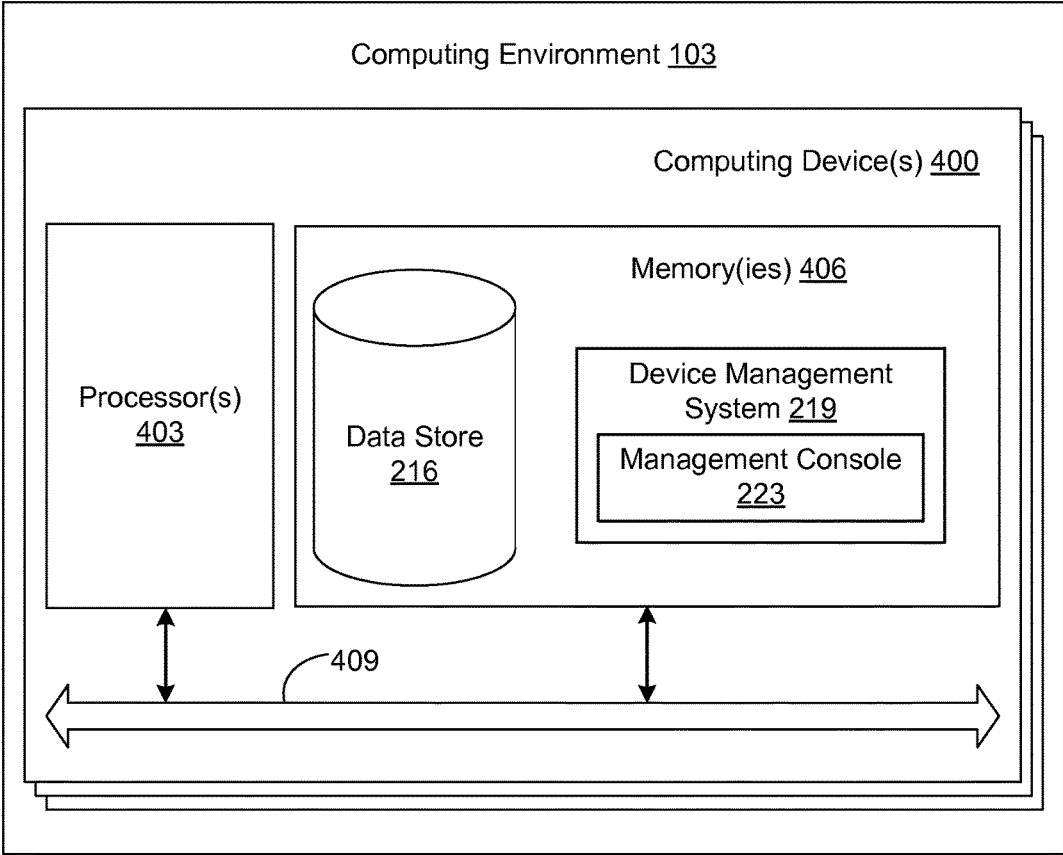 Computing Environment 103
Computing Device(s) 400
Memory(ies) 406
Processor(s)
403
Data Store
216
Device Management
System 219
Management Console
223
409